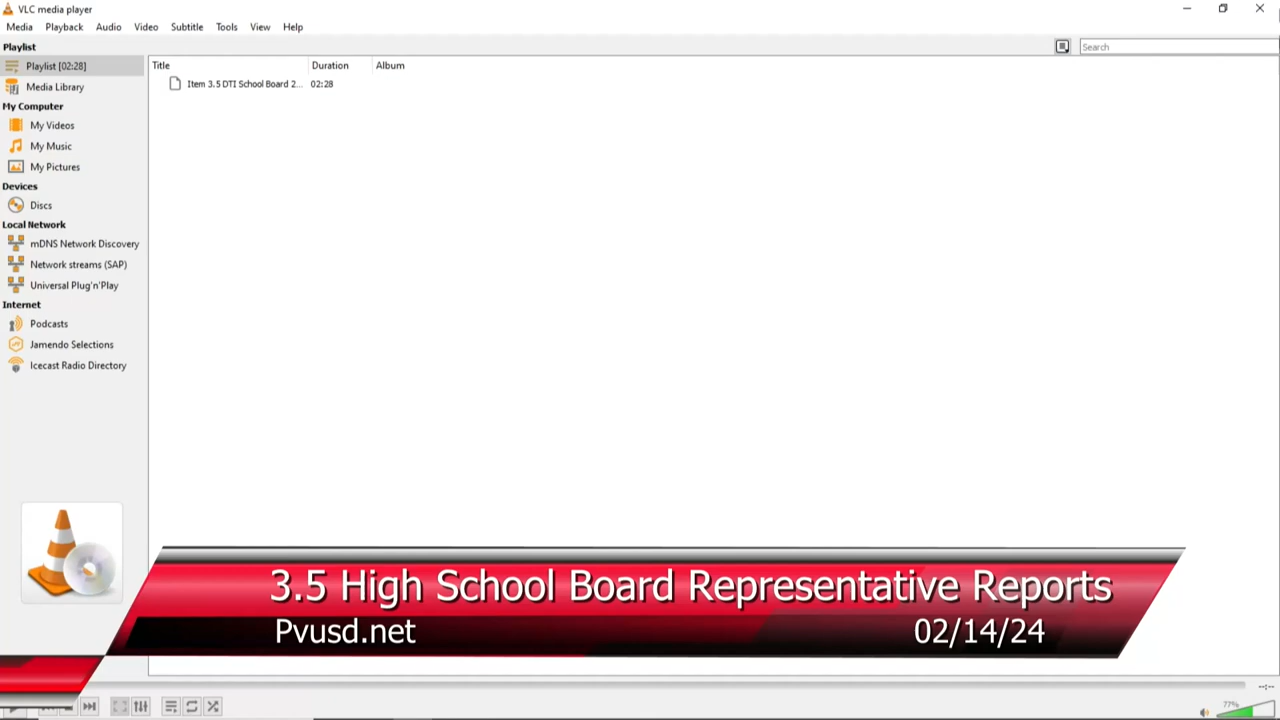 VLC media player
Media Playback Audio Video Subtitle Tools View Help
Playlist
Search
Playlist [02:28]
Title Duration Album
Item 3.5 DTI School Board 2... 02:28
Media Library
My Computer
My Videos
My Music
My Pictures
Devices
Discs
Local Network
mDNS Network Discovery
Network streams (SAP)
Universal Plug'n'Play
Internet
Podcasts
Jamendo Selections
Icecast Radio Directory
3.5 High School Board Representative Reports
Pvusd.net 02/14/24
--:--
77%